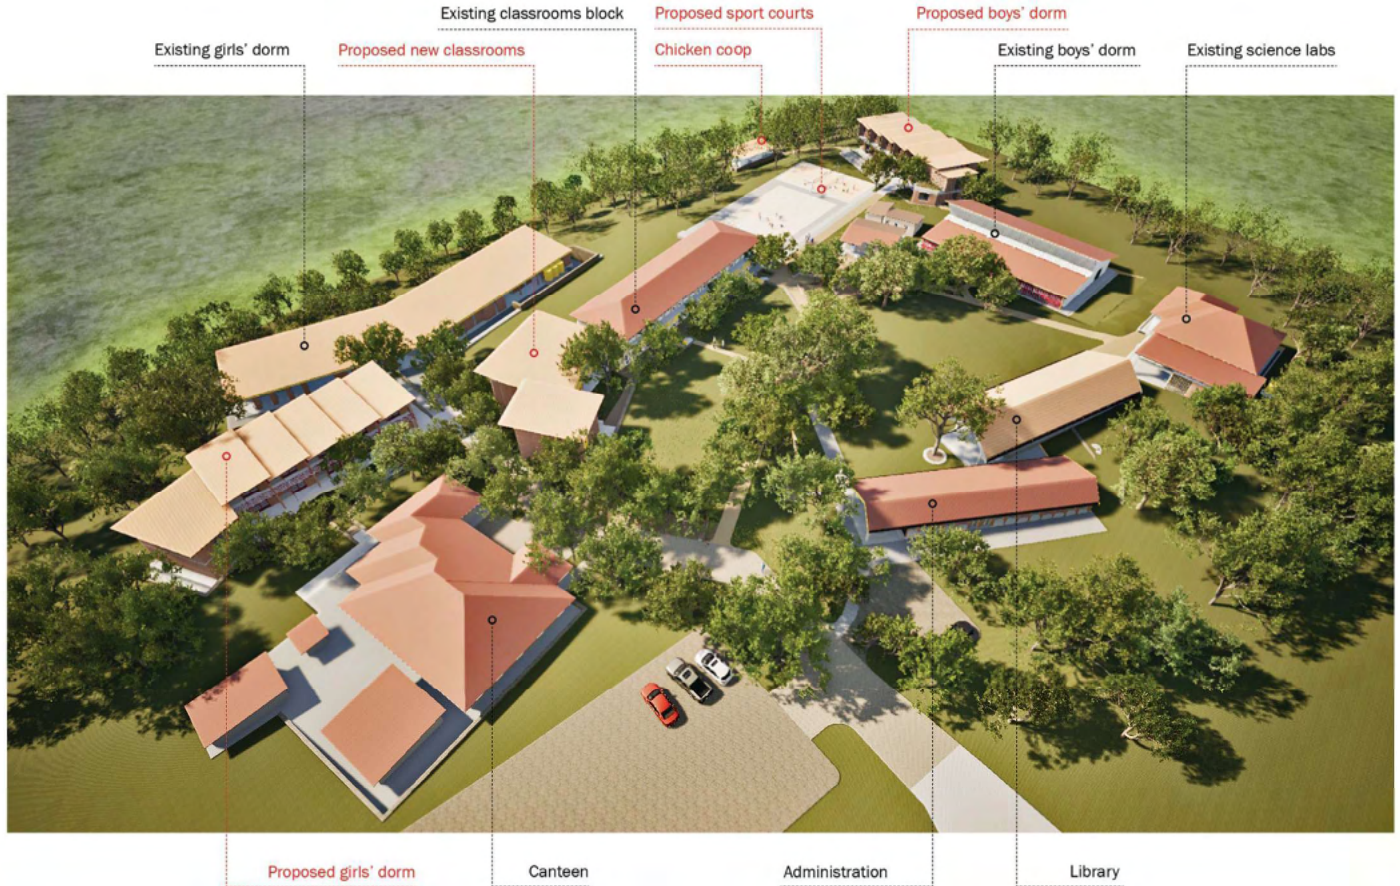 Existing classrooms block
Proposed sport courts
Proposed boys’ dorm
Existing girls’ dorm
Proposed new classrooms
Chicken coop
Existing boys’ dorm
Existing science labs
Proposed girls’ dorm
Canteen
Administration
Library